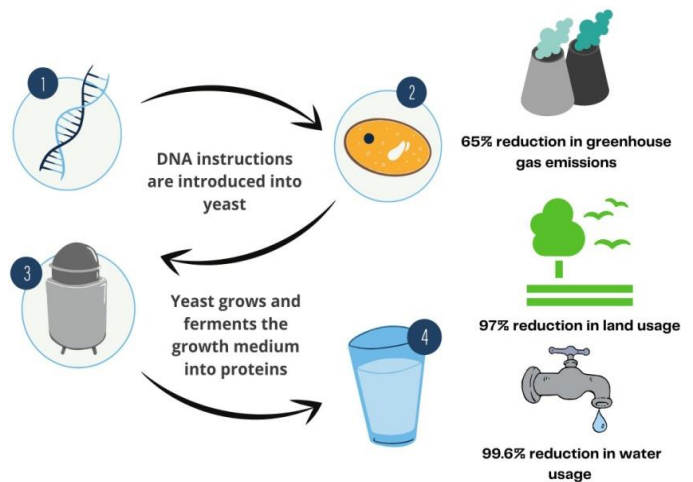 1
2
DNA instructions
are introduced into
yeast
3
Yeast grows and
ferments the
growth medium
into proteins
4
65% reduction in greenhouse
gas emissions
97% reduction in land usage
99.6% reduction in water
usage